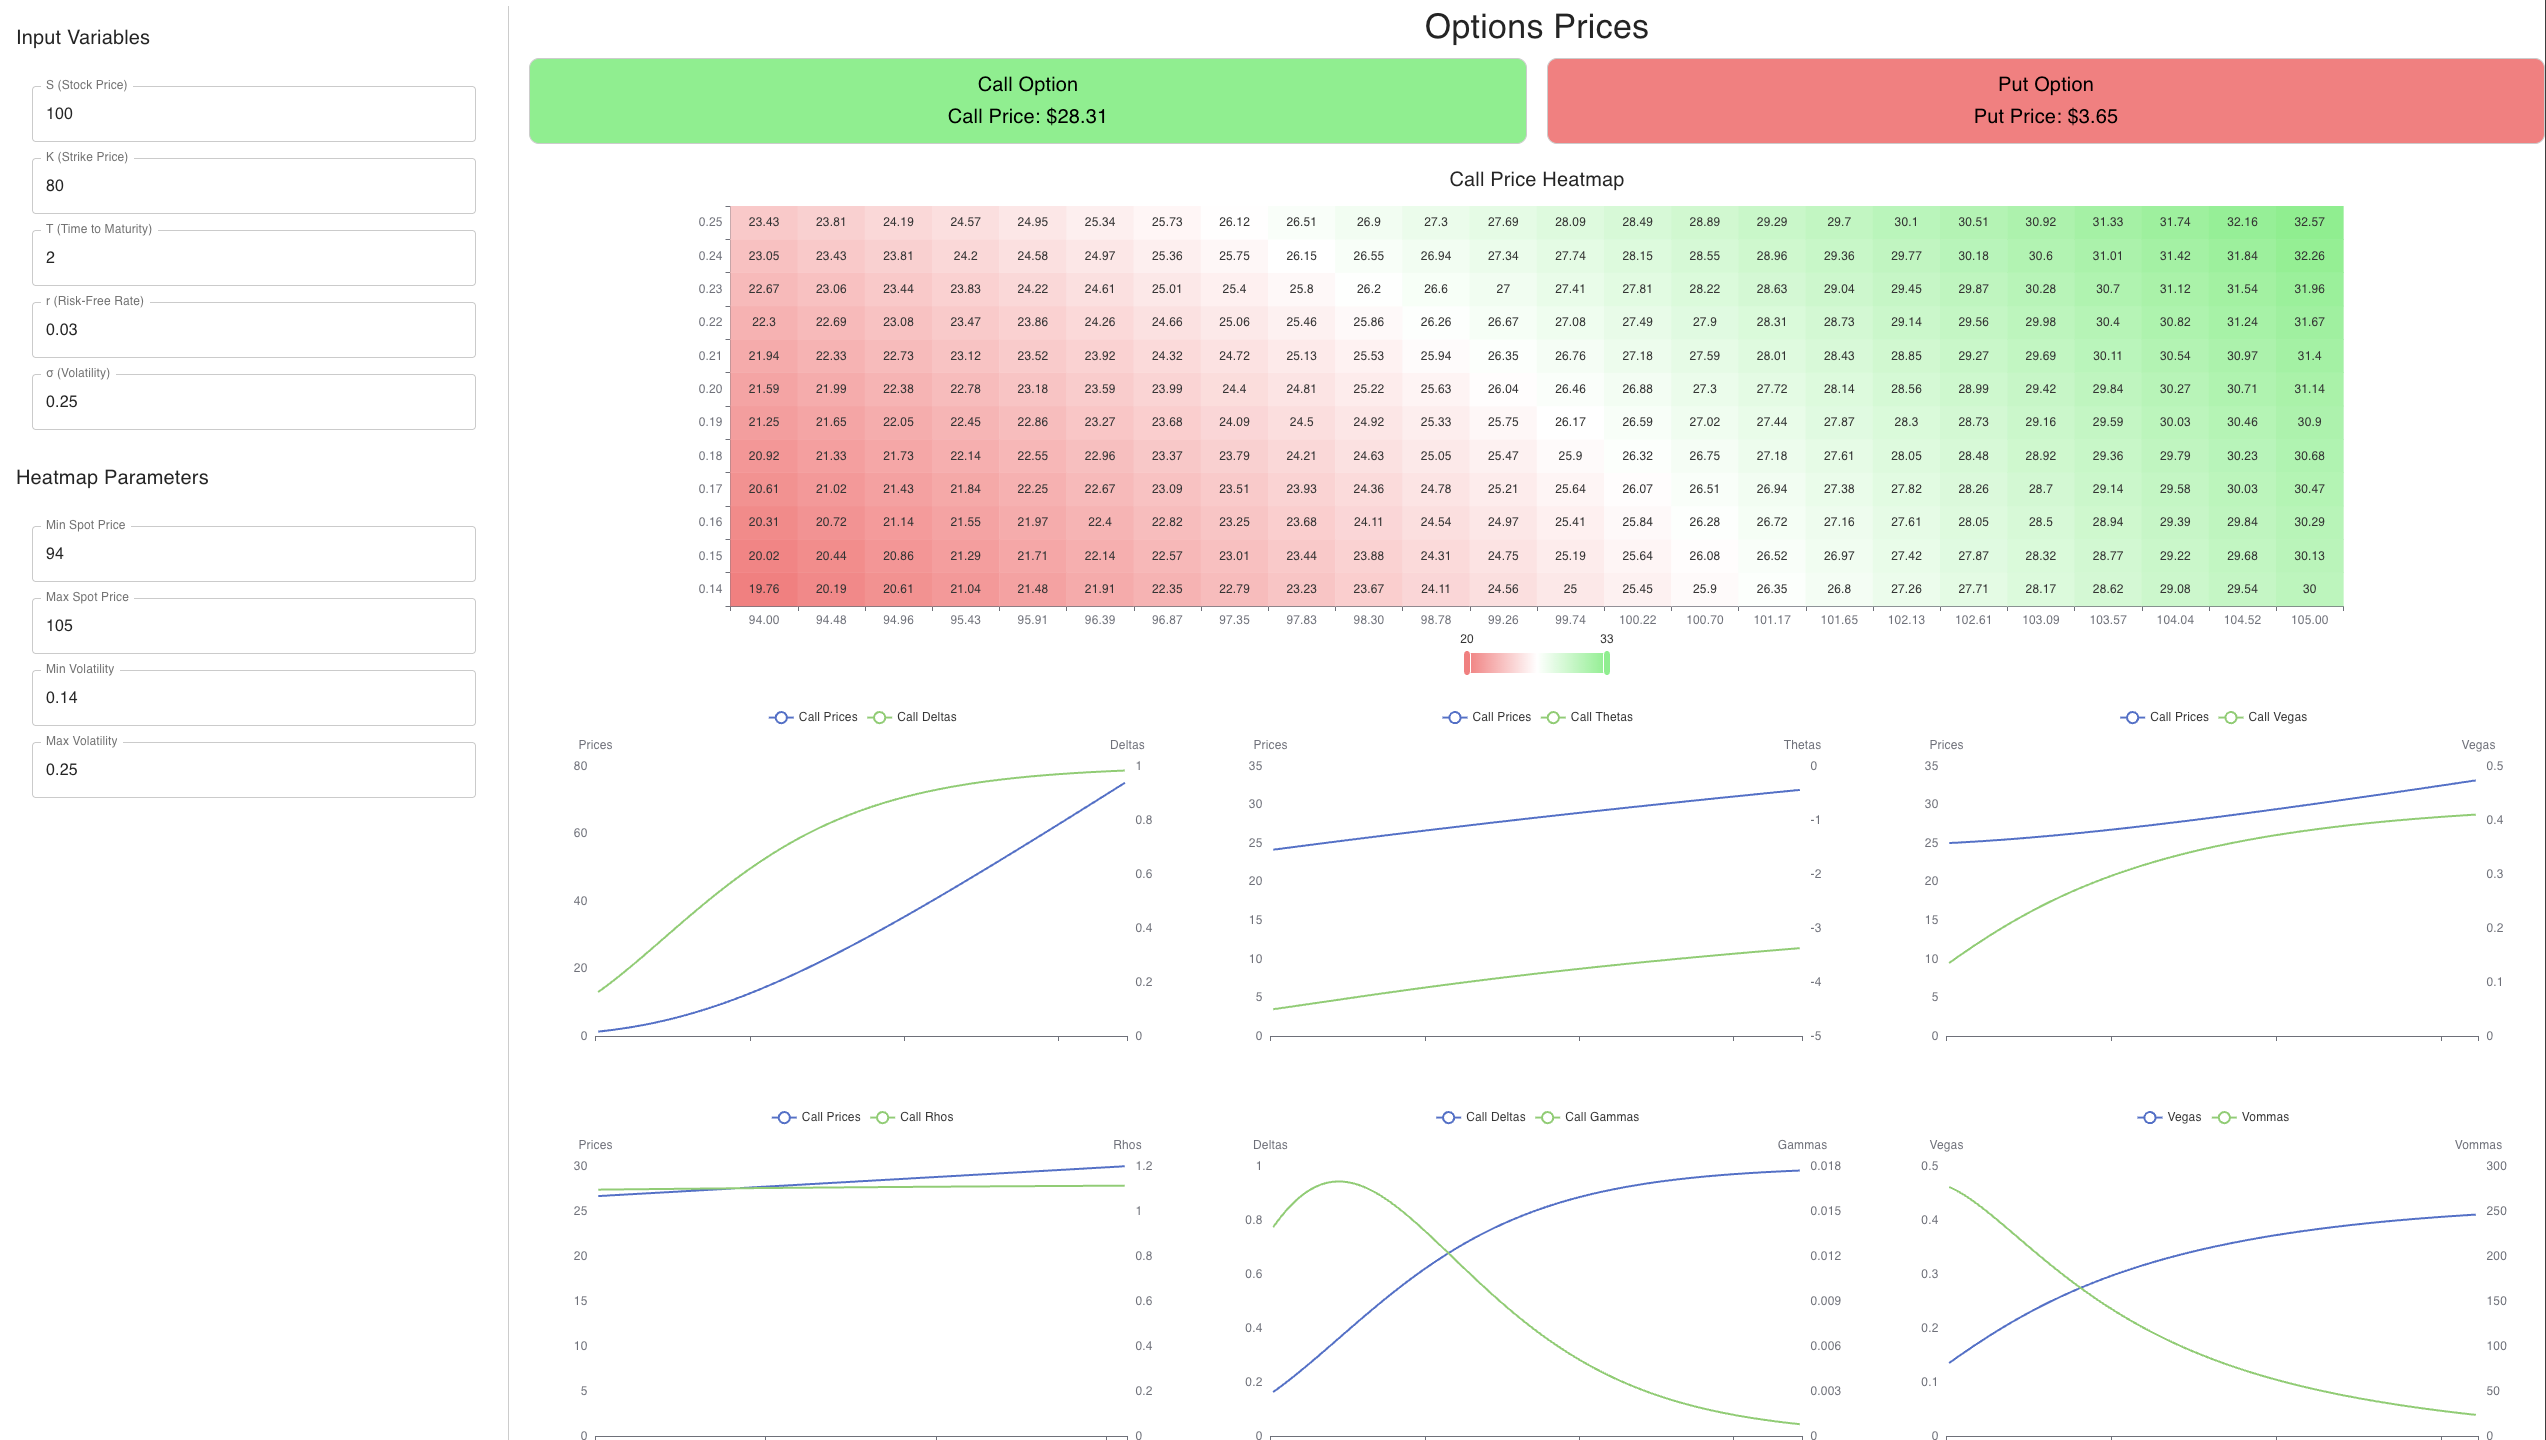 Input Variables
S (Stock Price)
100
K (Strike Price)
80
T (Time to Maturity)
2
r (Risk-Free Rate)
0.03
σ (Volatility)
0.25
Heatmap Parameters
Min Spot Price
94
Max Spot Price
105
Min Volatility
0.14
Max Volatility
0.25
Options Prices
Call Option
Call Price: $28.31
Put Option
Put Price: $3.65
Call Price Heatmap
0.25 23.43 23.81 24.19 24.57 24.95 25.34 25.73 26.12 26.51 26.9 27.3 27.69 28.09 28.49 28.89 29.29 29.7 30.1 30.51 30.92 31.33 31.74 32.16 32.57
0.24 23.05 23.43 23.81 24.2 24.58 24.97 25.36 25.75 26.15 26.55 26.94 27.34 27.74 28.15 28.55 28.96 29.36 29.77 30.18 30.6 31.01 31.42 31.84 32.26
0.23 22.67 23.06 23.44 23.83 24.22 24.61 25.01 25.4 25.8 26.2 26.6 27 27.41 27.81 28.22 28.63 29.04 29.45 29.87 30.28 30.7 31.12 31.54 31.96
0.22 22.3 22.69 23.08 23.47 23.86 24.26 24.66 25.06 25.46 25.86 26.26 26.67 27.08 27.49 27.9 28.31 28.73 29.14 29.56 29.98 30.4 30.82 31.24 31.67
0.21 21.94 22.33 22.73 23.12 23.52 23.92 24.32 24.72 25.13 25.53 25.94 26.35 26.76 27.18 27.59 28.01 28.43 28.85 29.27 29.69 30.11 30.54 30.97 31.4
0.20 21.59 21.99 22.38 22.78 23.18 23.59 23.99 24.4 24.81 25.22 25.63 26.04 26.46 26.88 27.3 27.72 28.14 28.56 28.99 29.42 29.84 30.27 30.71 31.14
0.19 21.25 21.65 22.05 22.45 22.86 23.27 23.68 24.09 24.5 24.92 25.33 25.75 26.17 26.59 27.02 27.44 27.87 28.3 28.73 29.16 29.59 30.03 30.46 30.9
0.18 20.92 21.33 21.73 22.14 22.55 22.96 23.37 23.79 24.21 24.63 25.05 25.47 25.9 26.32 26.75 27.18 27.61 28.05 28.48 28.92 29.36 29.79 30.23 30.68
0.17 20.61 21.02 21.43 21.84 22.25 22.67 23.09 23.51 23.93 24.36 24.78 25.21 25.64 26.07 26.51 26.94 27.38 27.82 28.26 28.7 29.14 29.58 30.03 30.47
0.16 20.31 20.72 21.14 21.55 21.97 22.4 22.82 23.25 23.68 24.11 24.54 24.97 25.41 25.84 26.28 26.72 27.16 27.61 28.05 28.5 28.94 29.39 29.84 30.29
0.15 20.02 20.44 20.86 21.29 21.71 22.14 22.57 23.01 23.44 23.88 24.31 24.75 25.19 25.64 26.08 26.52 26.97 27.42 27.87 28.32 28.77 29.22 29.68 30.13
0.14 19.76 20.19 20.61 21.04 21.48 21.91 22.35 22.79 23.23 23.67 24.11 24.56 25 25.45 25.9 26.35 26.8 27.26 27.71 28.17 28.62 29.08 29.54 30
94.00 94.48 94.96 95.43 95.91 96.39 96.87 97.35 97.83 98.30 98.78 99.26 99.74 100.22 100.70 101.17 101.65 102.13 102.61 103.09 103.57 104.04 104.52 105.00
20 33
Call Prices Call Deltas
Prices Deltas
80 1
60 0.8
0.6
40 0.4
20 0.2
0 0
Call Prices Call Thetas
Prices Thetas
35 0
30 -1
25
20 -2
15 -3
10
5 -4
0 -5
Call Prices Call Vegas
Prices Vegas
35 0.5
30 0.4
25
20 0.3
15 0.2
10
5 0.1
0 0
Call Prices Call Rhos
Prices Rhos
30 1.2
25 1
20 0.8
15 0.6
10 0.4
5 0.2
0 0
Call Deltas Call Gammas
Deltas Gammas
1 0.018
0.8 0.015
0.012
0.6 0.009
0.4 0.006
0.2 0.003
0 0
Vegas Vommas
Vegas Vommas
0.5 300
0.4 250
200
0.3 150
0.2 100
0.1 50
0 0